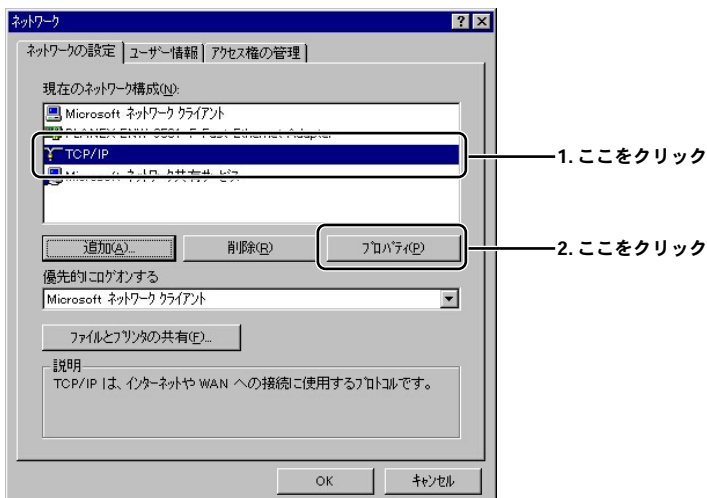 ネットワーク
ネットワークの設定 ユーザー情報 アクセス権の管理
現在のネットワーク構成(N):
Microsoft ネットワーク クライアント
TCP/IP
1.ここをクリック
追加(A)... 削除(R) プロパティ(P)
2.ここをクリック
優先的にログオンする
Microsoft ネットワーク クライアント
ファイルとプリンタの共有(F)...
説明
TCP/IP は、インターネットや WAN への接続に使用するプロトコルです。
OK キャンセル